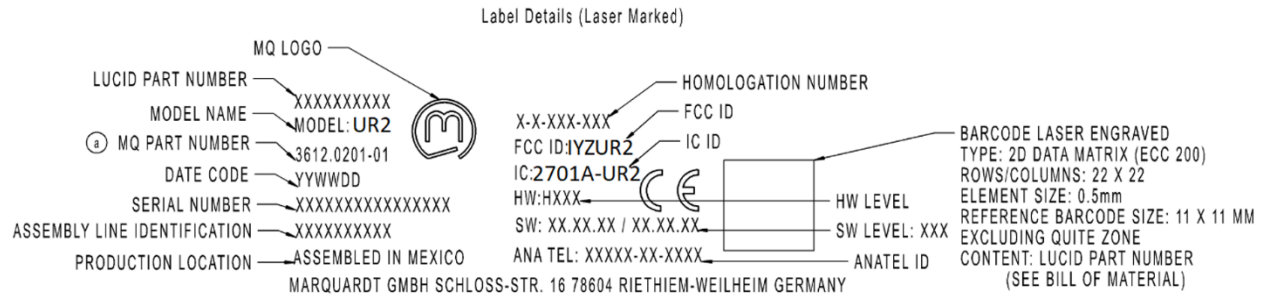 Label Details (Laser Marked)
MQ LOGO
LUCID PART NUMBER
MODEL NAME
a MQ PART NUMBER
DATE CODE
SERIAL NUMBER
ASSEMBLY LINE IDENTIFICATION
PRODUCTION LOCATION
XXXXXXXXXX
MODEL: UR2
3612.0201-01
YYWWDD
XXXXXXXXXXXXXXXX
XXXXXXXXXX
ASSEMBLED IN MEXICO
m
HOMOLOGATION NUMBER
FCC ID
IC ID
X-X-XXX-XXX
FCC ID:IYZUR2
IC:2701A-UR2
HW:HXXX
CE
SW: XX.XX.XX / XX.XX.XX
ANA TEL: XXXXX-XX-XXXX
HW LEVEL
SW LEVEL: XXX
ANATEL ID
MARQUARDT GMBH SCHLOSS-STR. 16 78604 RIETHIEM-WEILHEIM GERMANY
BARCODE LASER ENGRAVED
TYPE: 2D DATA MATRIX (ECC 200)
ROWS/COLUMNS: 22 X 22
ELEMENT SIZE: 0.5mm
REFERENCE BARCODE SIZE: 11 X 11 MM
EXCLUDING QUITE ZONE
CONTENT: LUCID PART NUMBER
(SEE BILL OF MATERIAL)